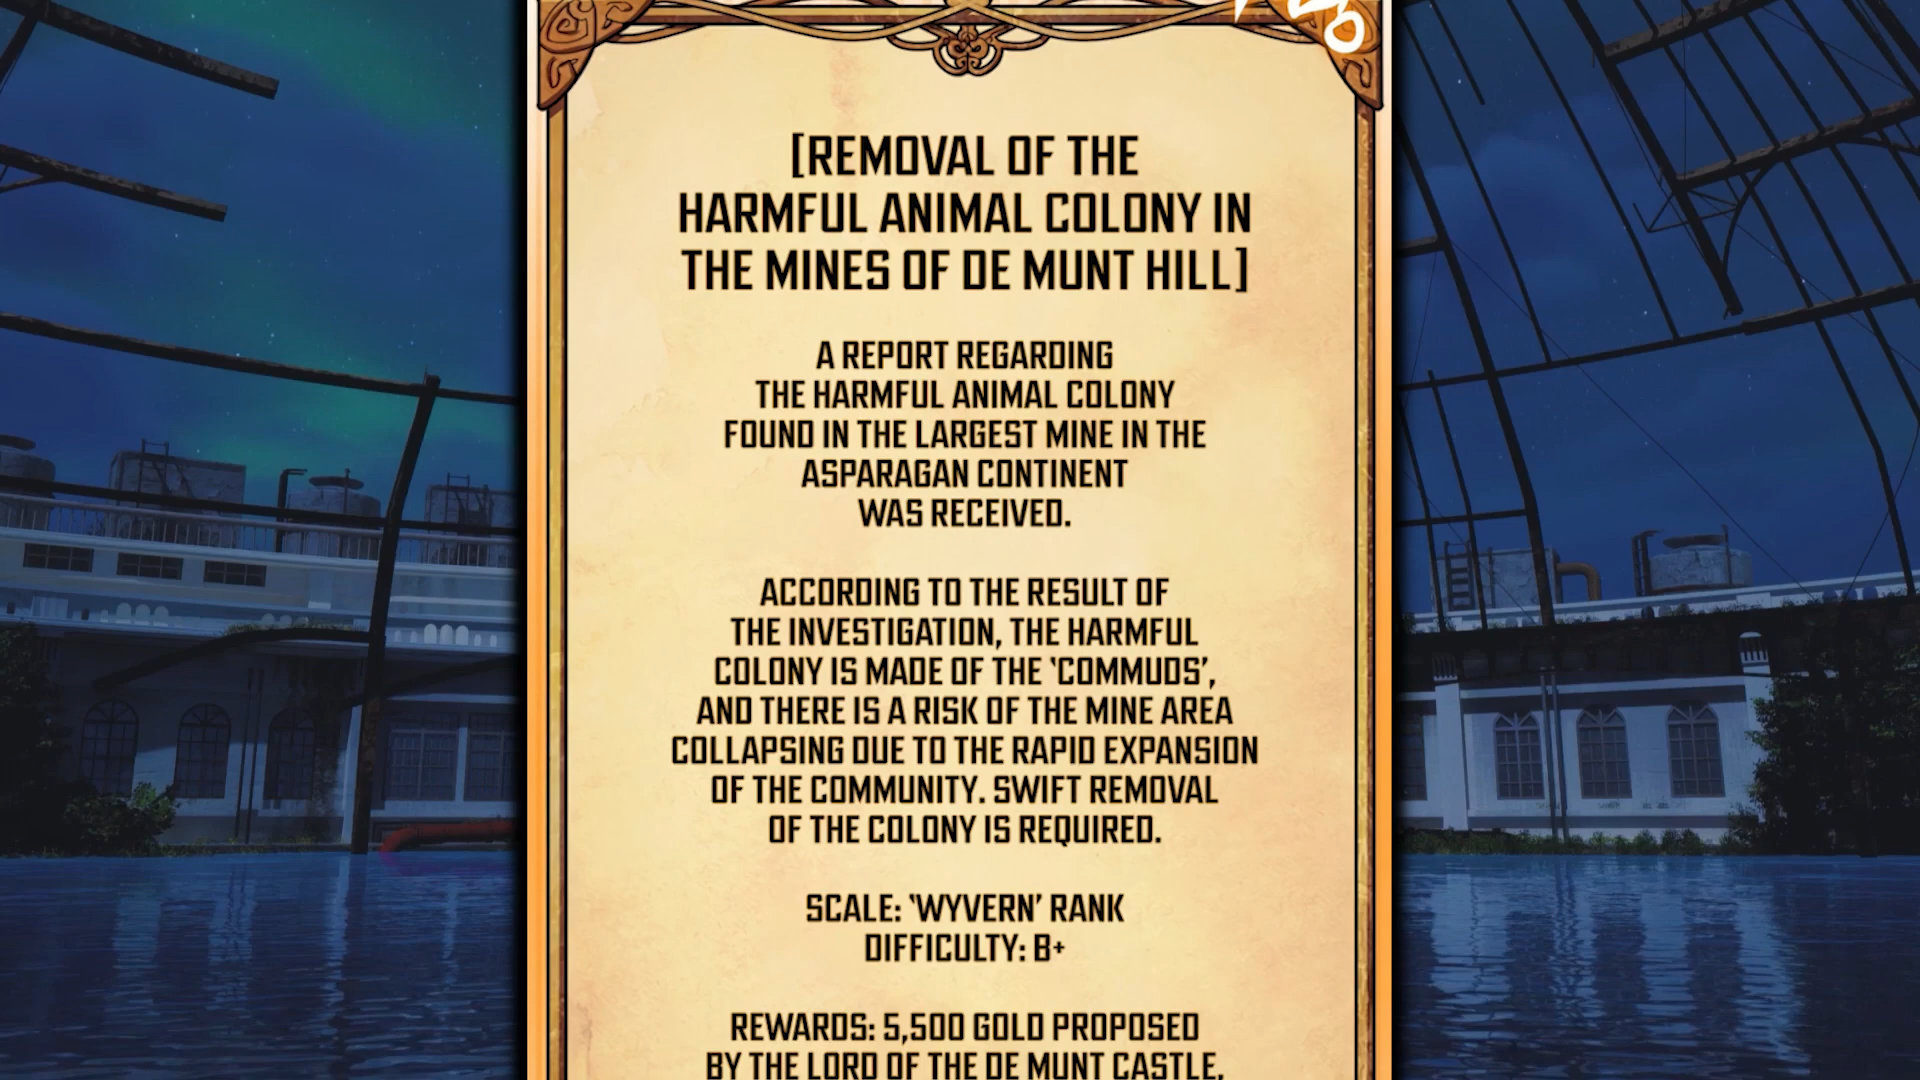 [REMOVAL OF THE
HARMFUL ANIMAL COLONY IN
THE MINES OF DE MUNT HILL]
A REPORT REGARDING
THE HARMFUL ANIMAL COLONY
FOUND IN THE LARGEST MINE IN THE
ASPARAGAN CONTINENT
WAS RECEIVED.
ACCORDING TO THE RESULT OF
THE INVESTIGATION, THE HARMFUL
COLONY IS MADE OF THE ‘COMMUDS’,
AND THERE IS A RISK OF THE MINE AREA
COLLAPSING DUE TO THE RAPID EXPANSION
OF THE COMMUNITY. SWIFT REMOVAL
OF THE COLONY IS REQUIRED.
SCALE: ‘WYVERN’ RANK
DIFFICULTY: B+
REWARDS: 5,500 GOLD PROPOSED
BY THE LORD OF THE DE MUNT CASTLE,